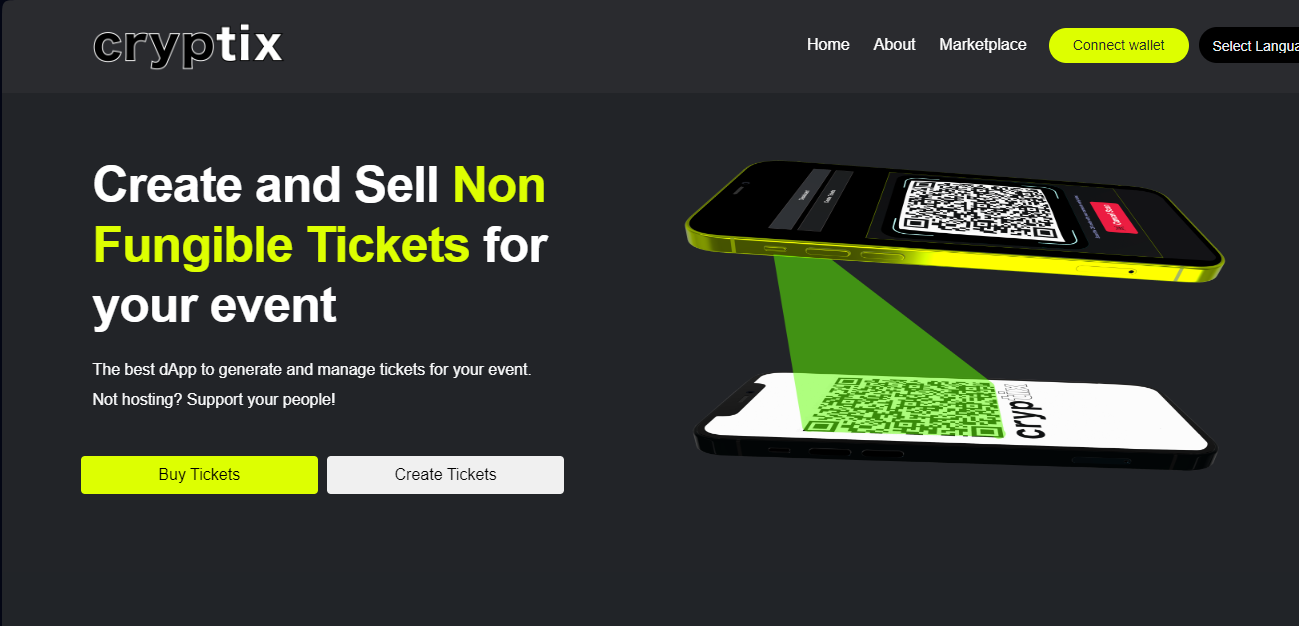 cryptix
Home About Marketplace Connect wallet Select Langua
Create and Sell Non
Fungible Tickets for
your event
The best dApp to generate and manage tickets for your event.
Not hosting? Support your people!
Buy Tickets Create Tickets
cryptix